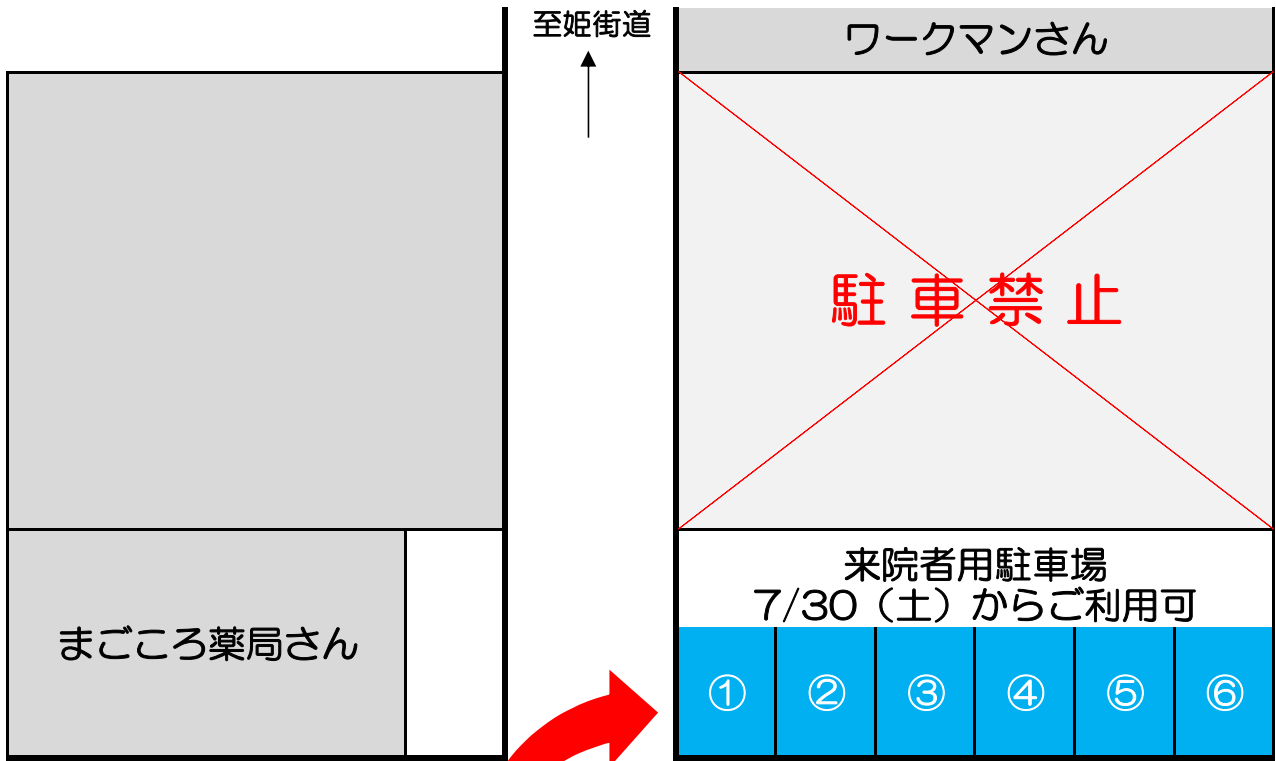 至姫街道
ワークマンさん
駐車禁止
来院者用駐車場
7/30（土）からご利用可
まごころ薬局さん
① ② ③ ④ ⑤ ⑥